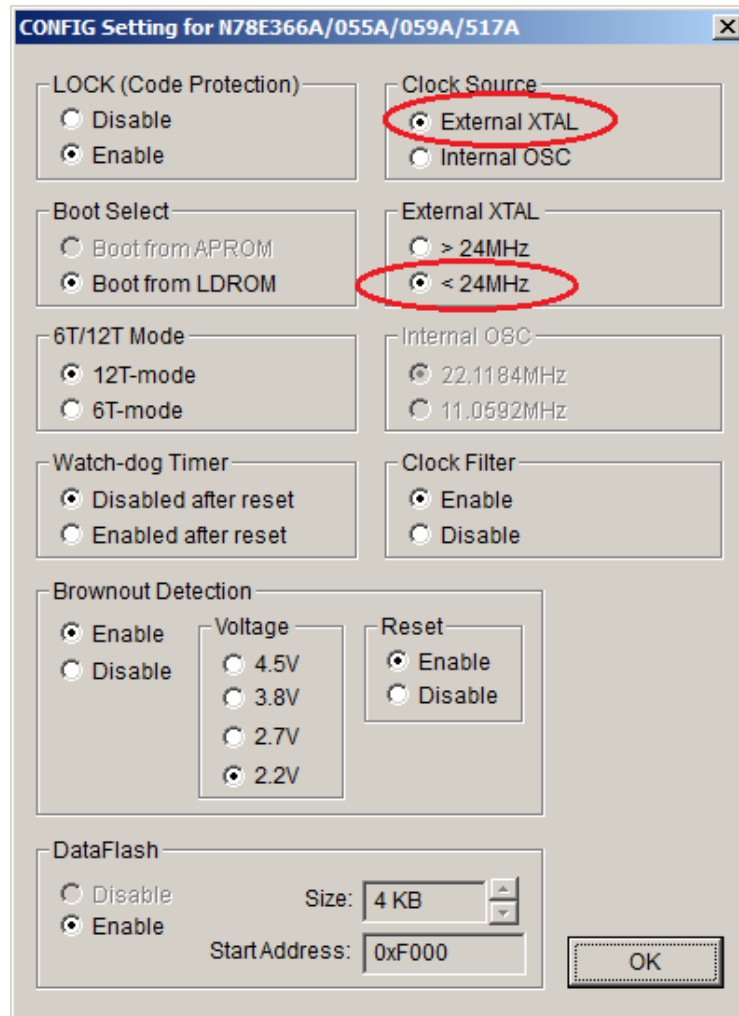 CONFIG Setting for N78E366A/055A/059A/517A
LOCK (Code Protection)
Disable
Enable
Clock Source
External XTAL
Internal OSC
Boot Select
Boot from APROM
Boot from LDROM
External XTAL
> 24MHz
< 24MHz
6T/12T Mode
12T-mode
6T-mode
Internal OSC
22.1184MHz
11.0592MHz
Watch-dog Timer
Disabled after reset
Enabled after reset
Clock Filter
Enable
Disable
Brownout Detection
Enable
Disable
Voltage
4.5V
3.8V
2.7V
2.2V
Reset
Enable
Disable
DataFlash
Disable
Enable
Size: 4 KB
Start Address: 0xF000
OK